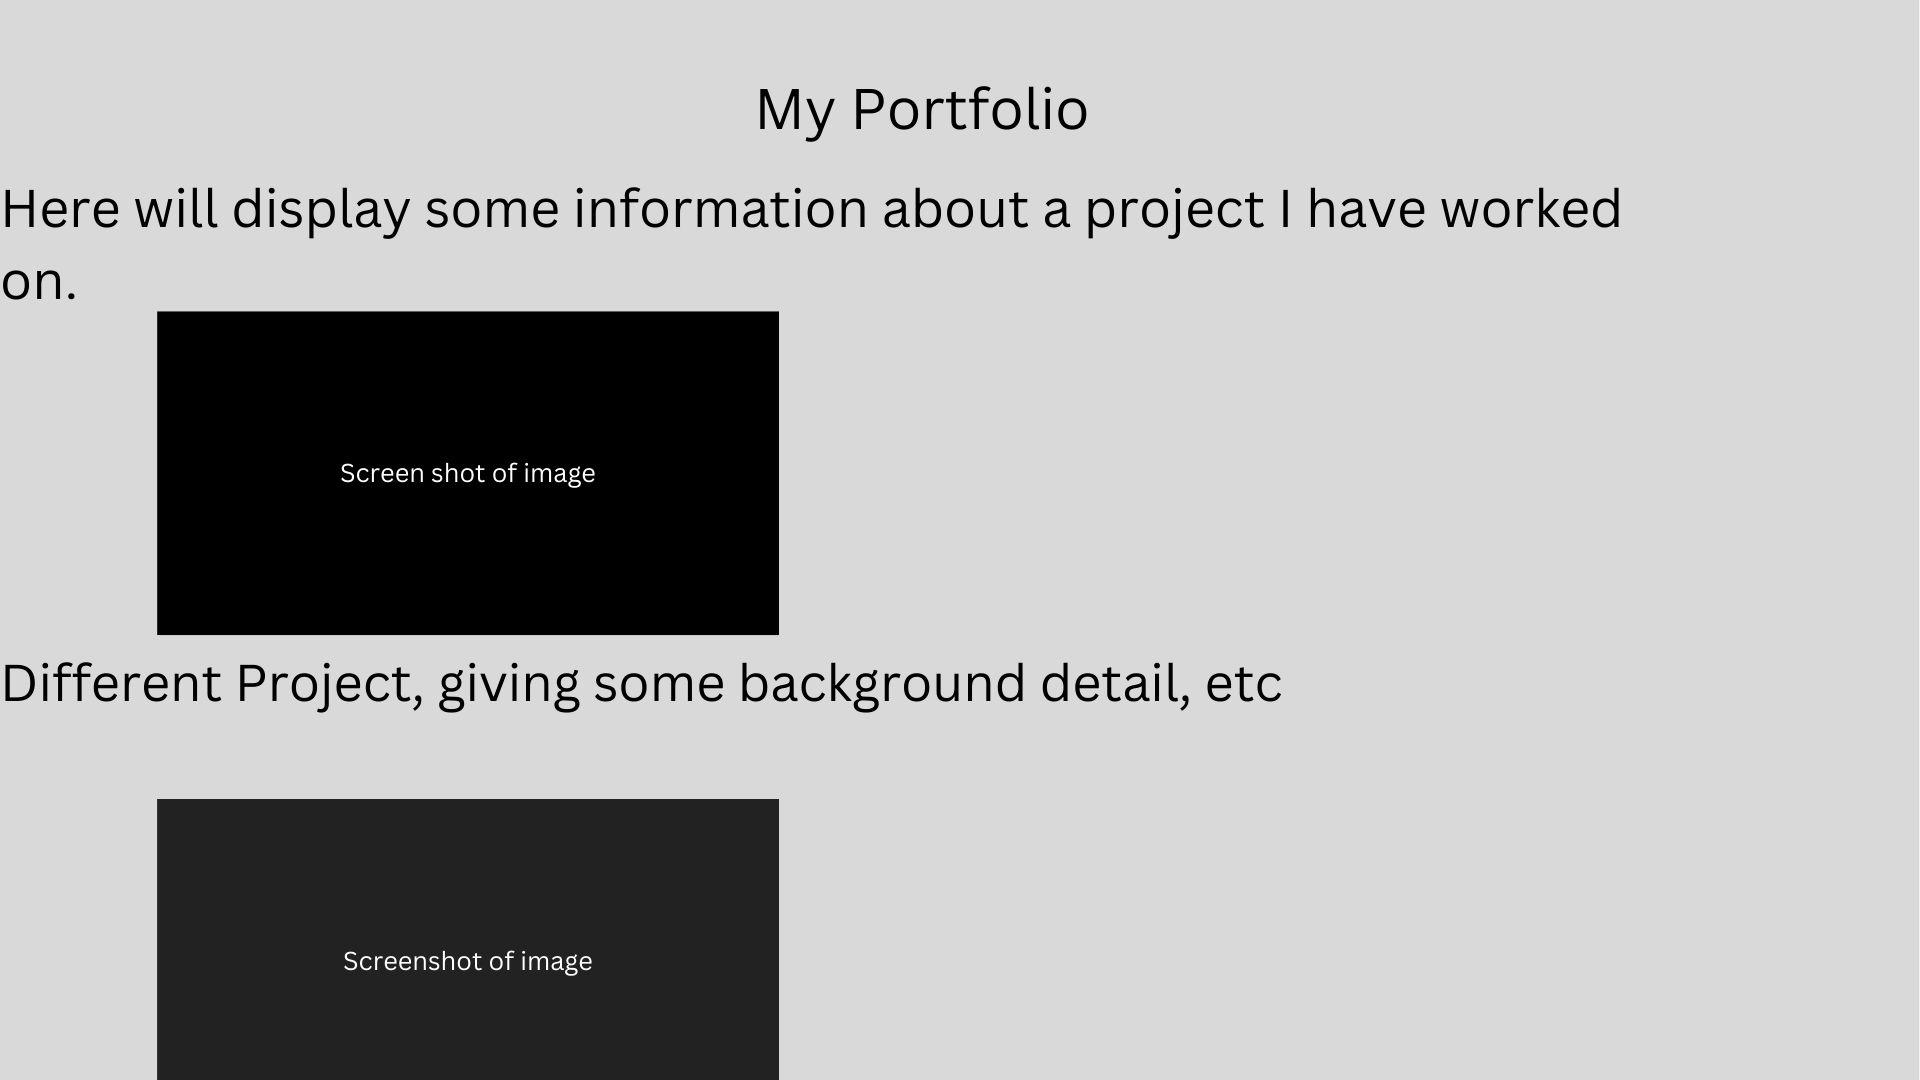 My Portfolio
Here will display some information about a project I have worked
on.
Screen shot of image
Different Project, giving some background detail, etc
Screenshot of image